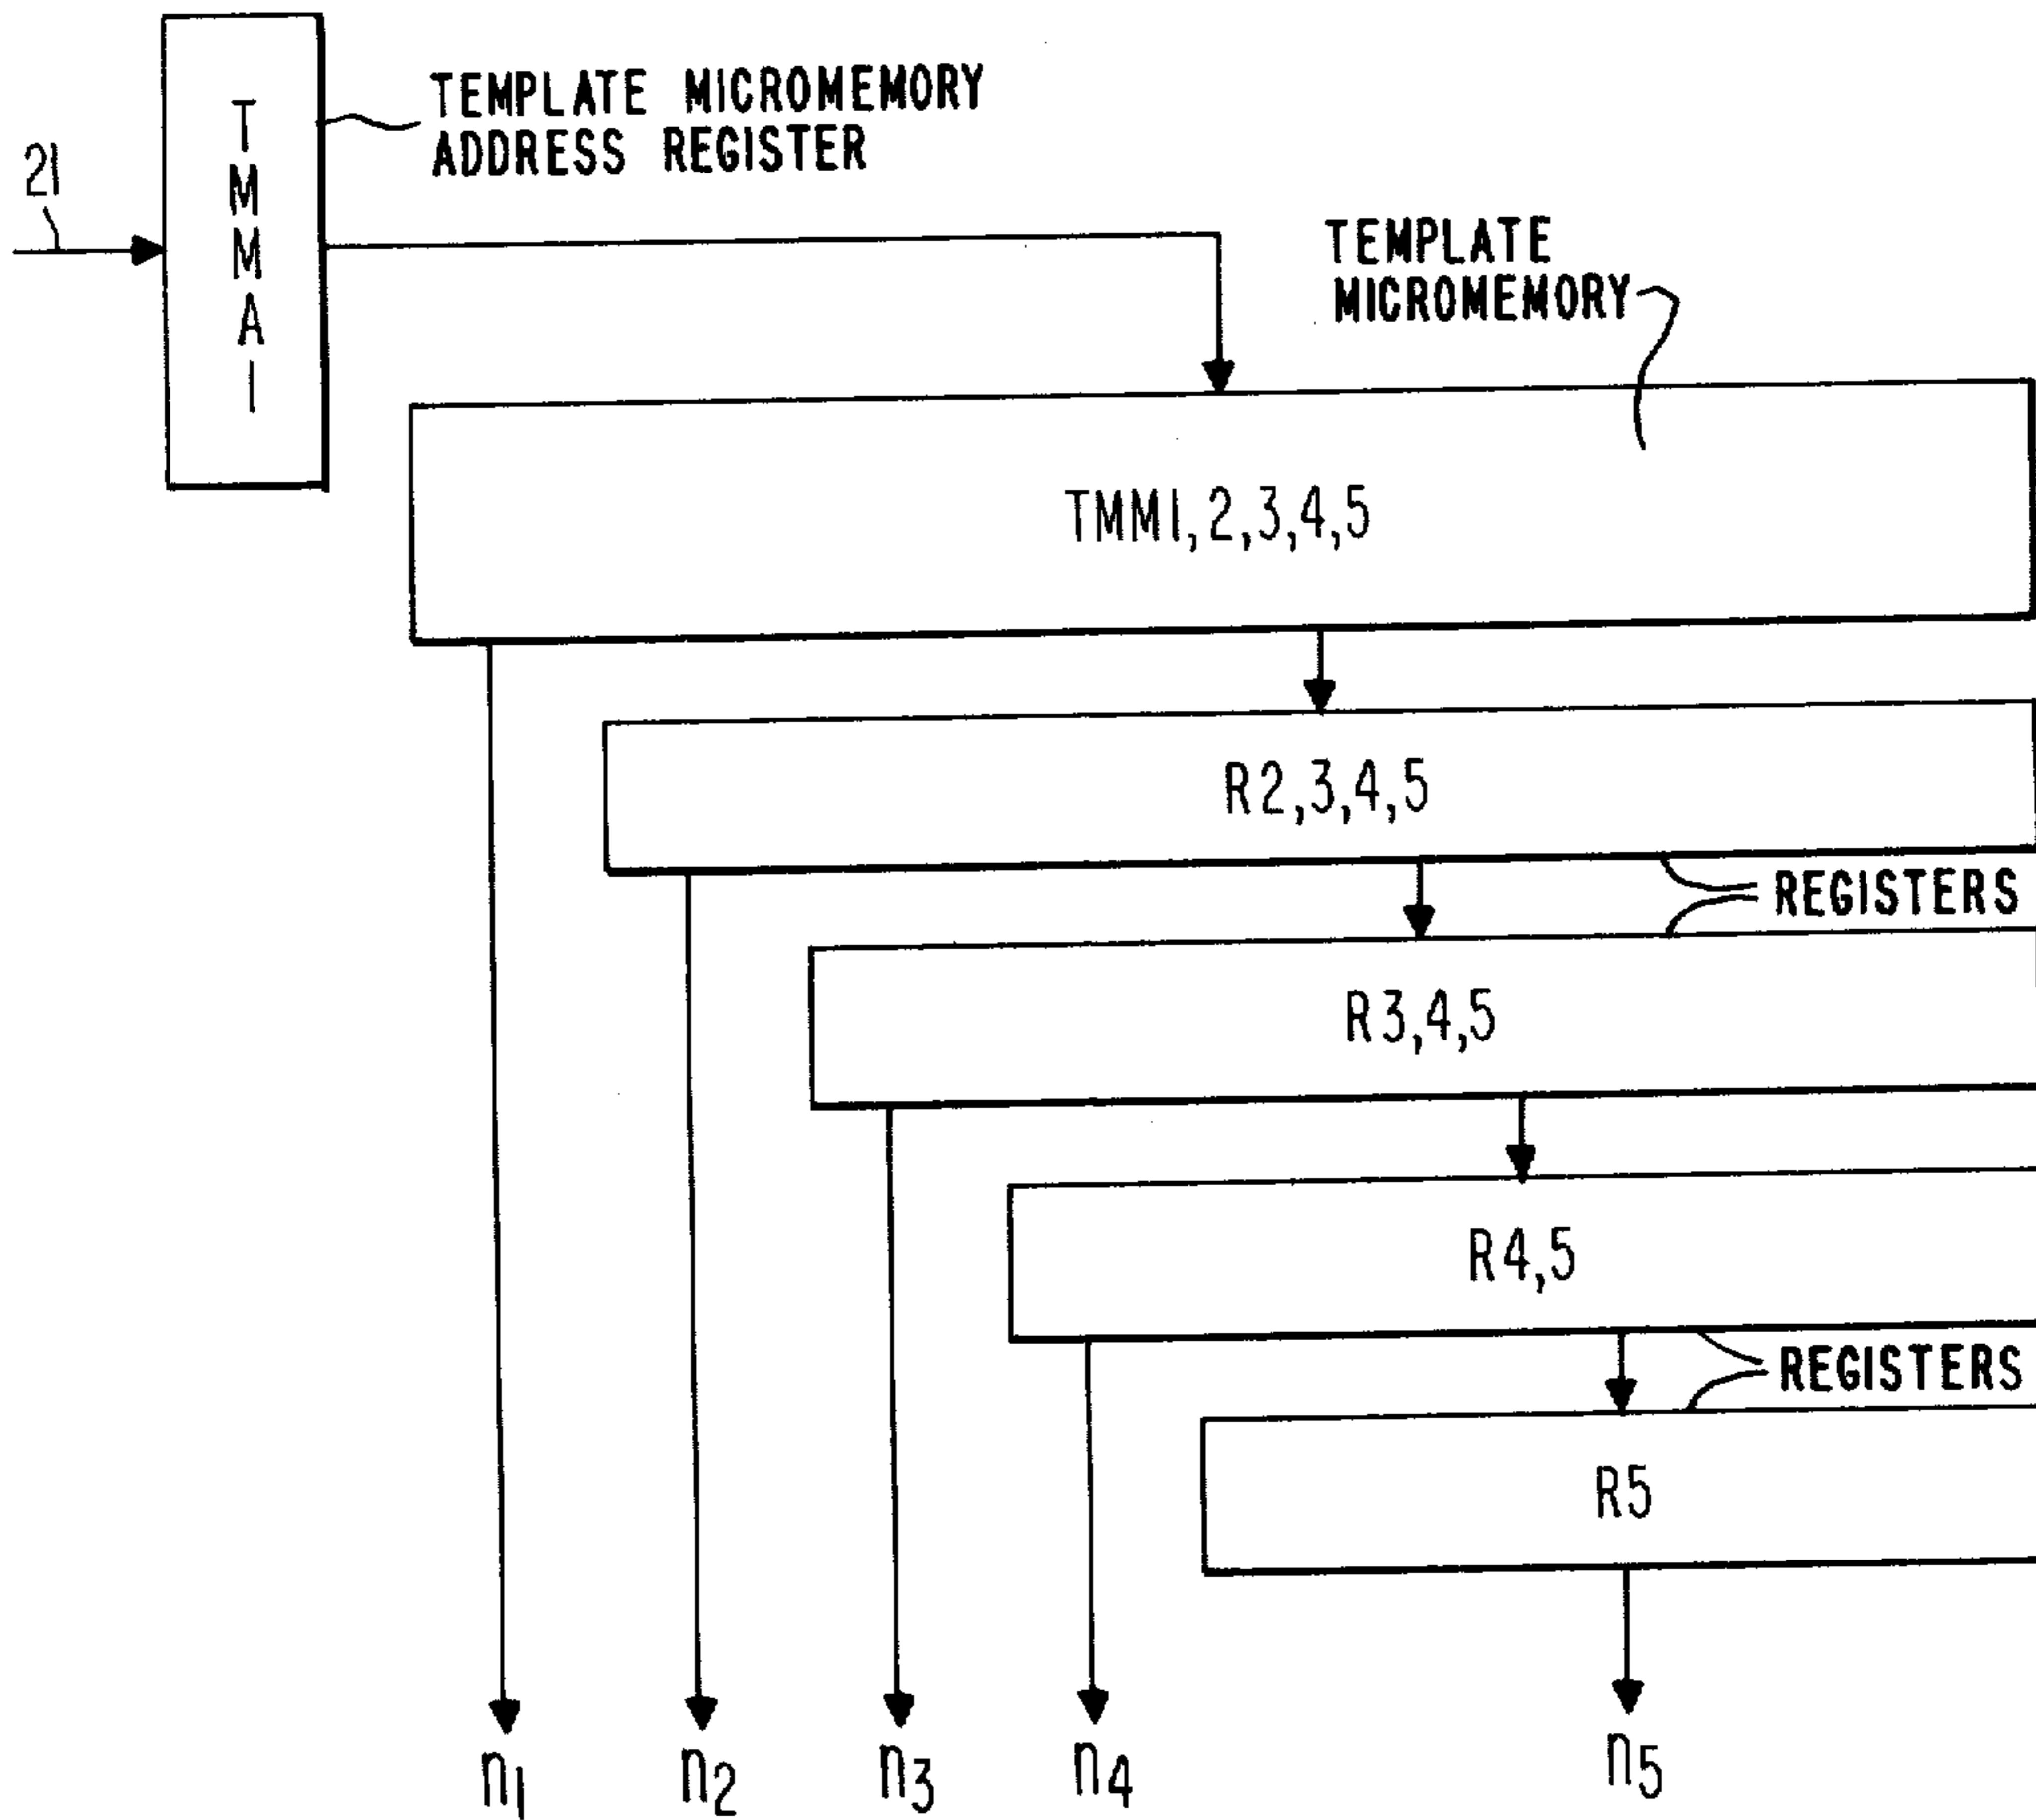 TEMPLATE MICROMEMORY
ADDRESS REGISTER
21
TMMA1
TEMPLATE
MICROMEMORY
TMM1,2,3,4,5
R2,3,4,5
REGISTERS
R3,4,5
R4,5
REGISTERS
R5
n1 n2 n3 n4 n5